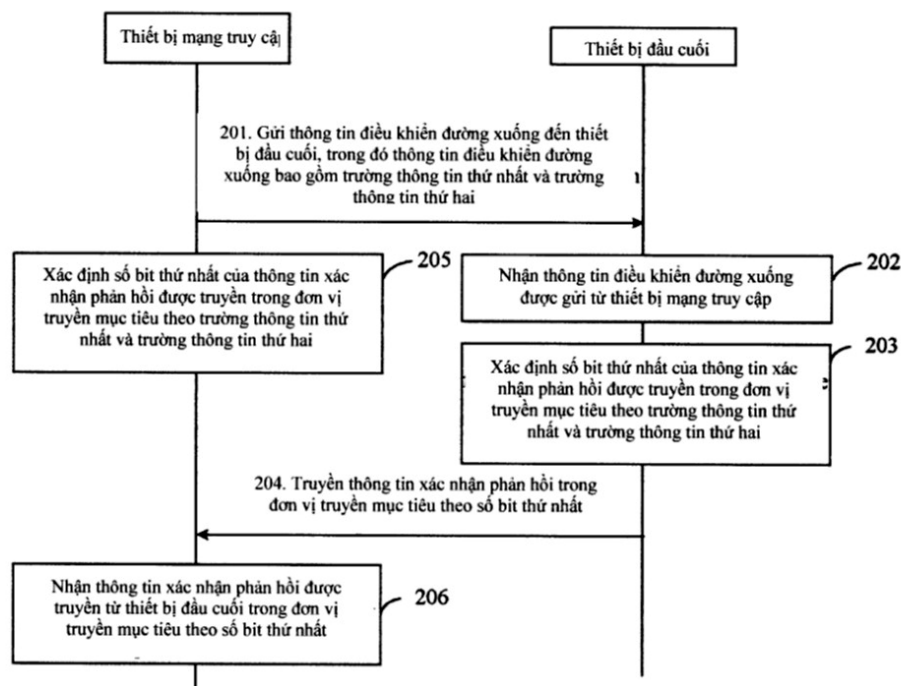 Thiết bị mạng truy cậ
Thiết bị đầu cuối
201. Gửi thông tin điều khiển đường xuống đến thiết
bị đầu cuối, trong đó thông tin điều khiển đường
xuống bao gồm trường thông tin thứ nhất và trường
thông tin thứ hai
205
Xác định số bit thứ nhất của thông tin xác
nhận phản hồi được truyền trong đơn vị
truyền mục tiêu theo trường thông tin thứ
nhất và trường thông tin thứ hai
202
Nhận thông tin điều khiển đường xuống
được gửi từ thiết bị mạng truy cập
203
Xác định số bit thứ nhất của thông tin xác
nhận phản hồi được truyền trong đơn vị
truyền mục tiêu theo trường thông tin thứ
nhất và trường thông tin thứ hai
204. Truyền thông tin xác nhận phản hồi trong
đơn vị truyền mục tiêu theo số bit thứ nhất
Nhận thông tin xác nhận phản hồi được
truyền từ thiết bị đầu cuối trong đơn vị
truyền mục tiêu theo số bit thứ nhất
206